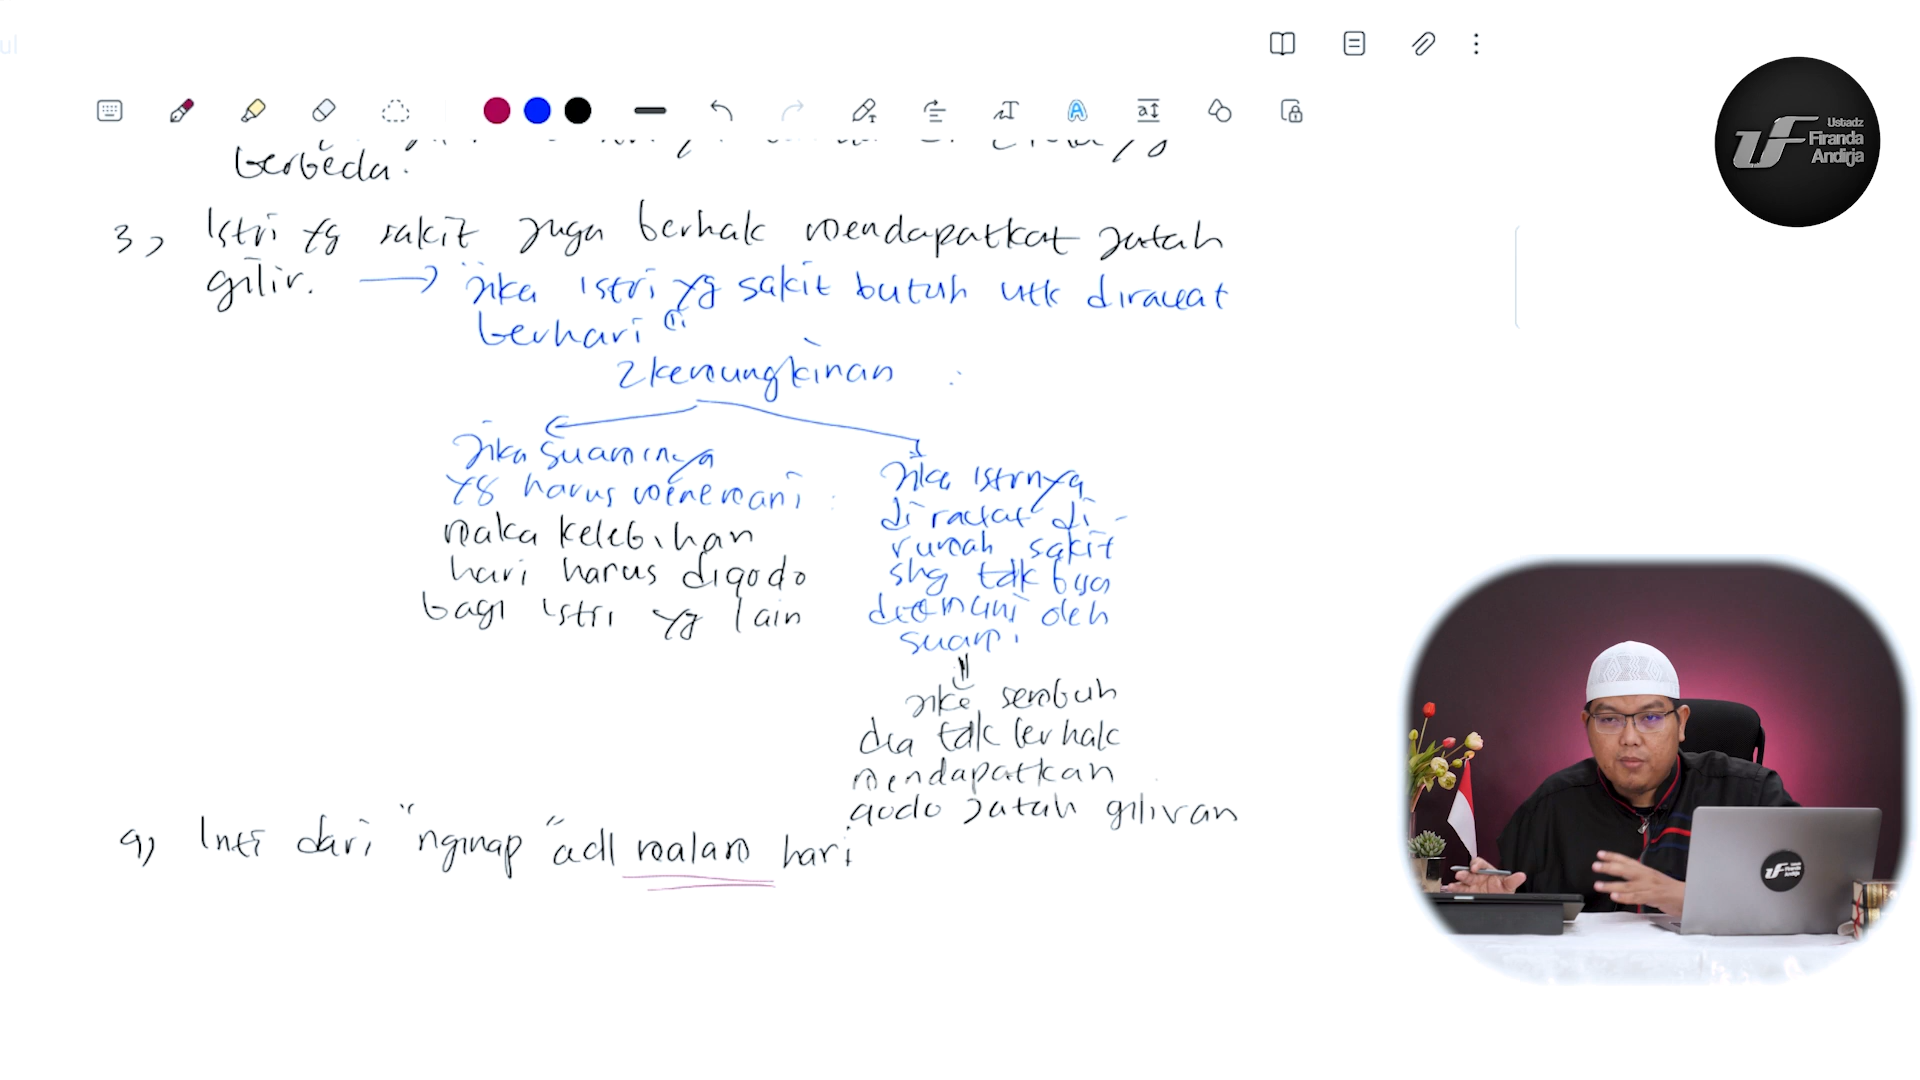 berbeda.
3) Istri yg sakit juga berhak mendapatkat jatah
gilir. → jika istri yg sakit butuh utk dirawat
berhari"
2 kemungkinan :
jika suaminya
yg harus menemani :
maka kelebihan
hari harus diqodo
bagi istri yg lain
jika istrnya
dirawat di-
rumah sakit
shg tdk bisa
ditemani oleh
suami.
jika sembuh
dia tdk berhak
mendapatkan
qodo jatah giliran
4) Inti dari "nginap" adl malam hari
Ustadz
Firanda
Andirja